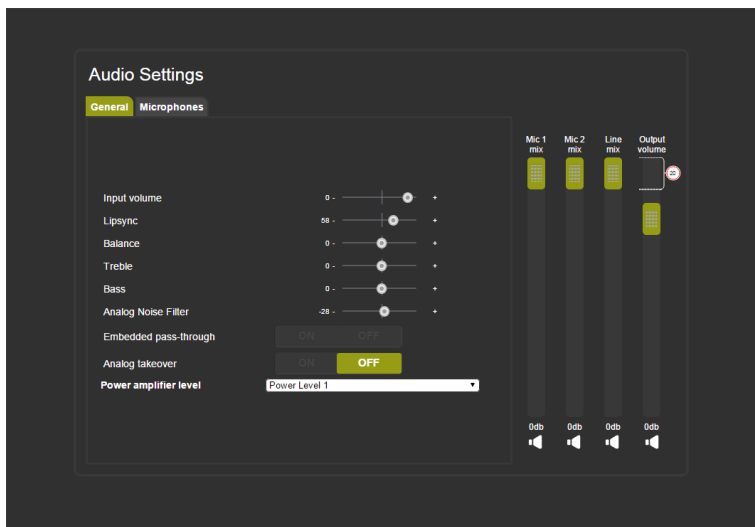 Audio Settings
General Microphones
Mic 1 mix
Mic 2 mix
Line mix
Output volume
20
Input volume 0 - +
Lipsync 58 - +
Balance 0 - +
Treble 0 - +
Bass 0 - +
Analog Noise Filter -28 - +
Embedded pass-through ON OFF
Analog takeover ON OFF
Power amplifier level Power Level 1
0db 0db 0db 0db